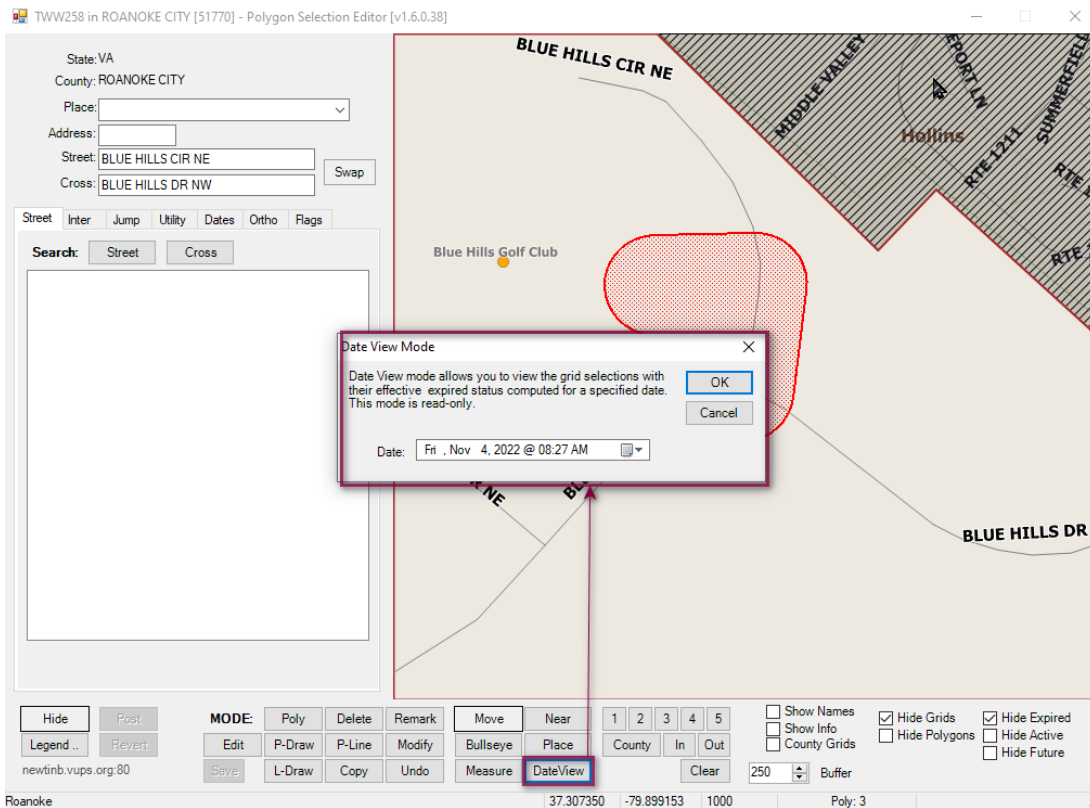 TWW258 in ROANOKE CITY [51770] - Polygon Selection Editor [v1.6.0.38]
State: VA
County: ROANOKE CITY
Place:
Address:
Street: BLUE HILLS CIR NE
Cross: BLUE HILLS DR NW
Swap
Street Inter Jump Utility Dates Ortho Flags
Search: Street Cross
BLUE HILLS CIR NE
MIDDLE VALLEY
EPORT LN
SUMMERFIEL
Hollins
RTE 1211
RTE
RTE
Blue Hills Golf Club
Date View Mode
Date View mode allows you to view the grid selections with
their effective expired status computed for a specified date.
This mode is read-only.
OK
Cancel
Date: Fri , Nov 4, 2022 @ 08:27 AM
R NE
BL
BLUE HILLS DR
Hide Post MODE: Poly Delete Remark Move Near 1 2 3 4 5
Legend .. Revert Edit P-Draw P-Line Modify Bullseye Place County In Out
newtinb.vups.org:80 Save L-Draw Copy Undo Measure DateView Clear 250 Buffer
Show Names
Show Info
County Grids
Hide Grids
Hide Polygons
Hide Expired
Hide Active
Hide Future
Roanoke 37.307350 -79.899153 1000 Poly: 3